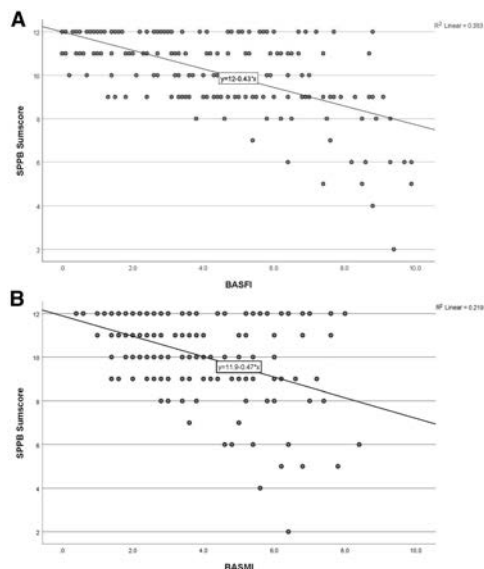 A
R² Linear = 0.353
12
10
8
6
4
2
SPPB Sumscore
y=12-0.43*x
.0 2.0 4.0 6.0 8.0 10.0
BASFI
B
R² Linear = 0.219
12
10
8
6
4
2
SPPB Sumscore
y=11.9-0.47*x
.0 2.0 4.0 6.0 8.0 10.0
BASMI